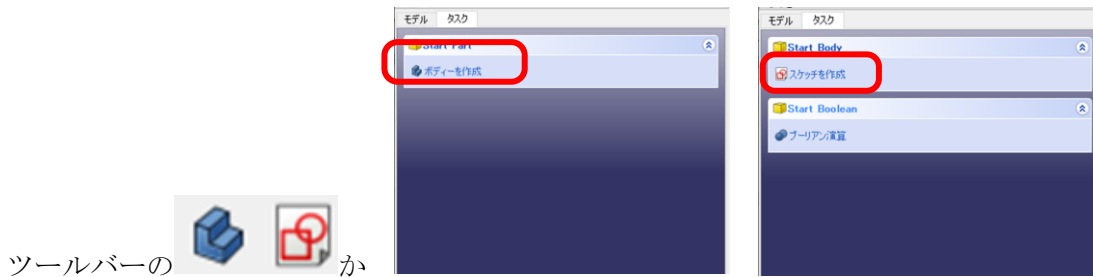 モデル タスク
Start Part
ボディーを作成
モデル タスク
Start Body
スケッチを作成
Start Boolean
ブーリアン演算
ツールバーの か